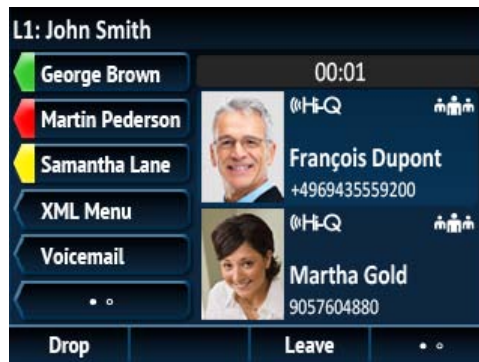 L1: John Smith
George Brown
Martin Pederson
Samantha Lane
XML Menu
Voicemail
00:01
Hi-Q
François Dupont
+4969435559200
Hi-Q
Martha Gold
9057604880
Drop
Leave